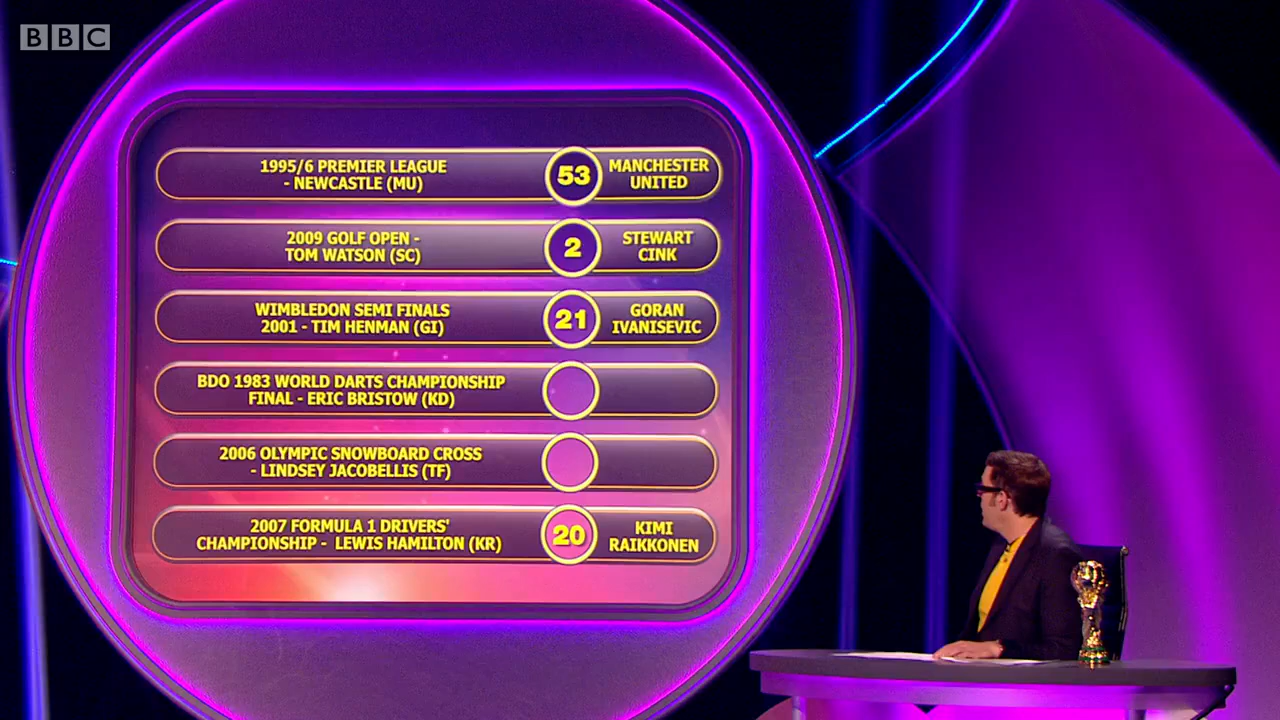 BBC
1995/6 PREMIER LEAGUE
- NEWCASTLE (MU)
53
MANCHESTER
UNITED
2009 GOLF OPEN -
TOM WATSON (SC)
2
STEWART
CINK
WIMBLEDON SEMI FINALS
2001 - TIM HENMAN (GI)
21
GORAN
IVANISEVIC
BDO 1983 WORLD DARTS CHAMPIONSHIP
FINAL - ERIC BRISTOW (KD)
2006 OLYMPIC SNOWBOARD CROSS
- LINDSEY JACOBELLIS (TF)
2007 FORMULA 1 DRIVERS'
CHAMPIONSHIP - LEWIS HAMILTON (KR)
20
KIMI
RAIKKONEN